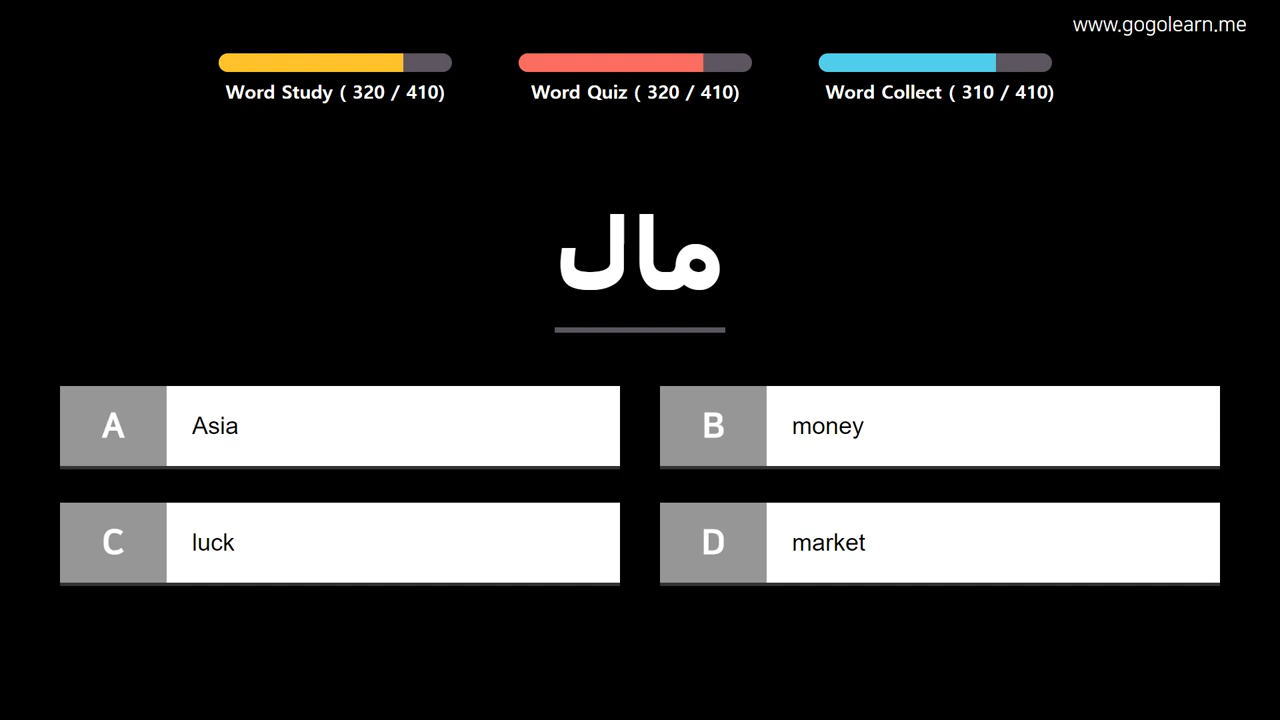 www.gogolearn.me
Word Study ( 320 / 410)
Word Quiz ( 320 / 410)
Word Collect ( 310 / 410)
مال
A Asia
B money
C luck
D market